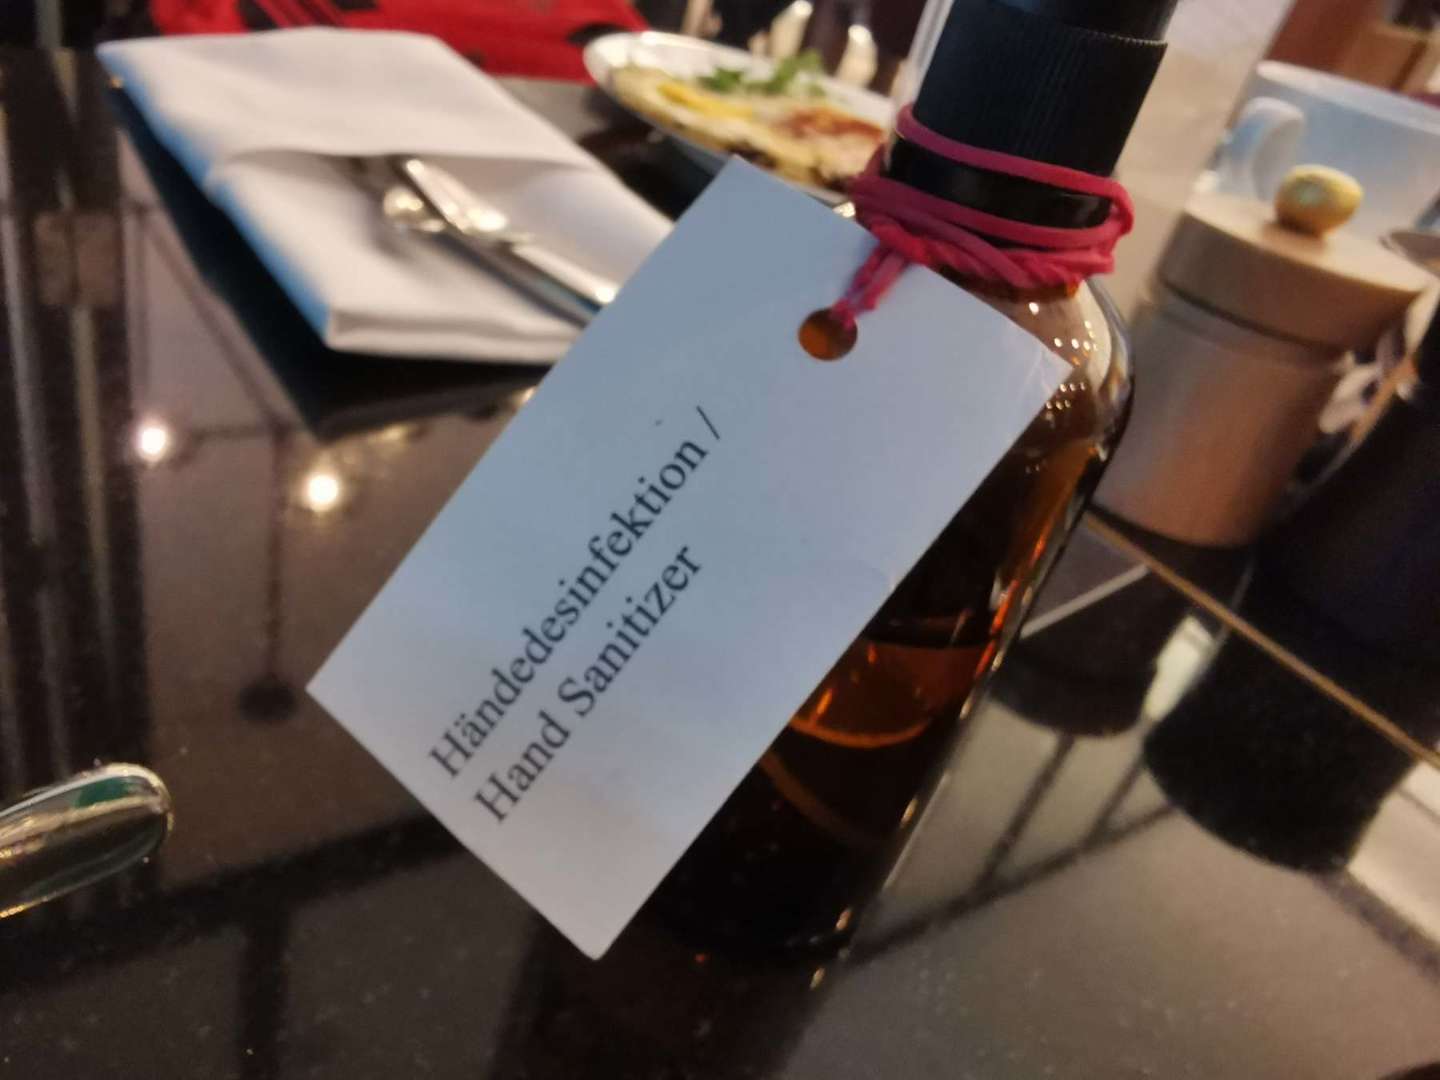 Händedesinfektion /
Hand Sanitizer